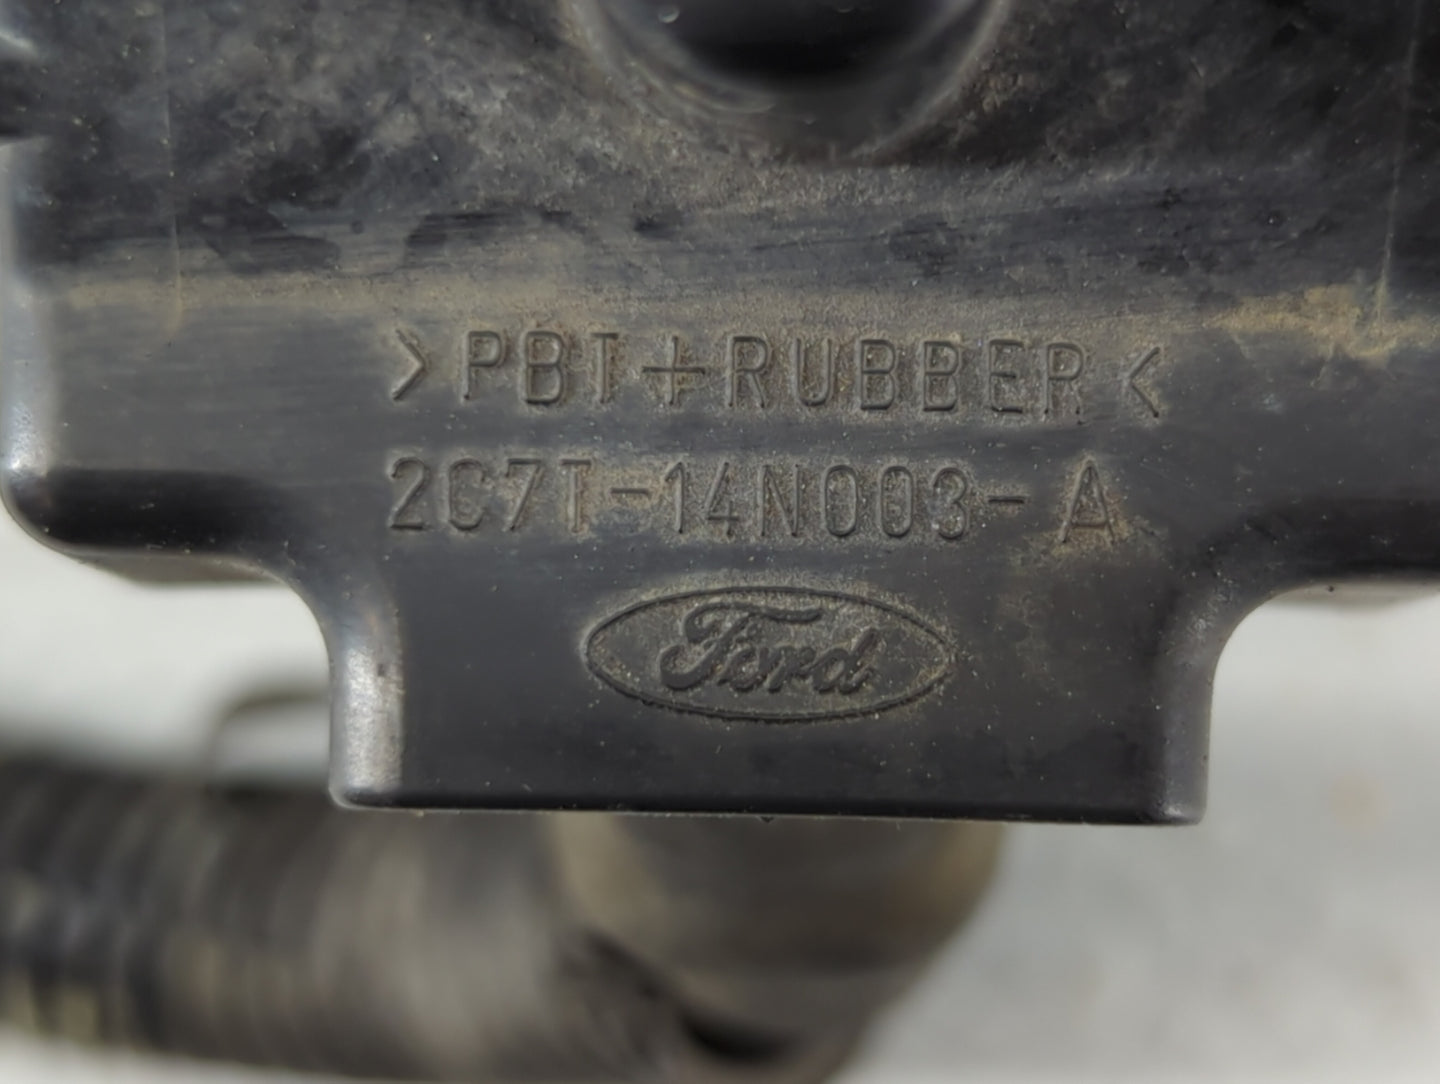 >PBT+RUBBER<
2C7T-14N003-A
Ford